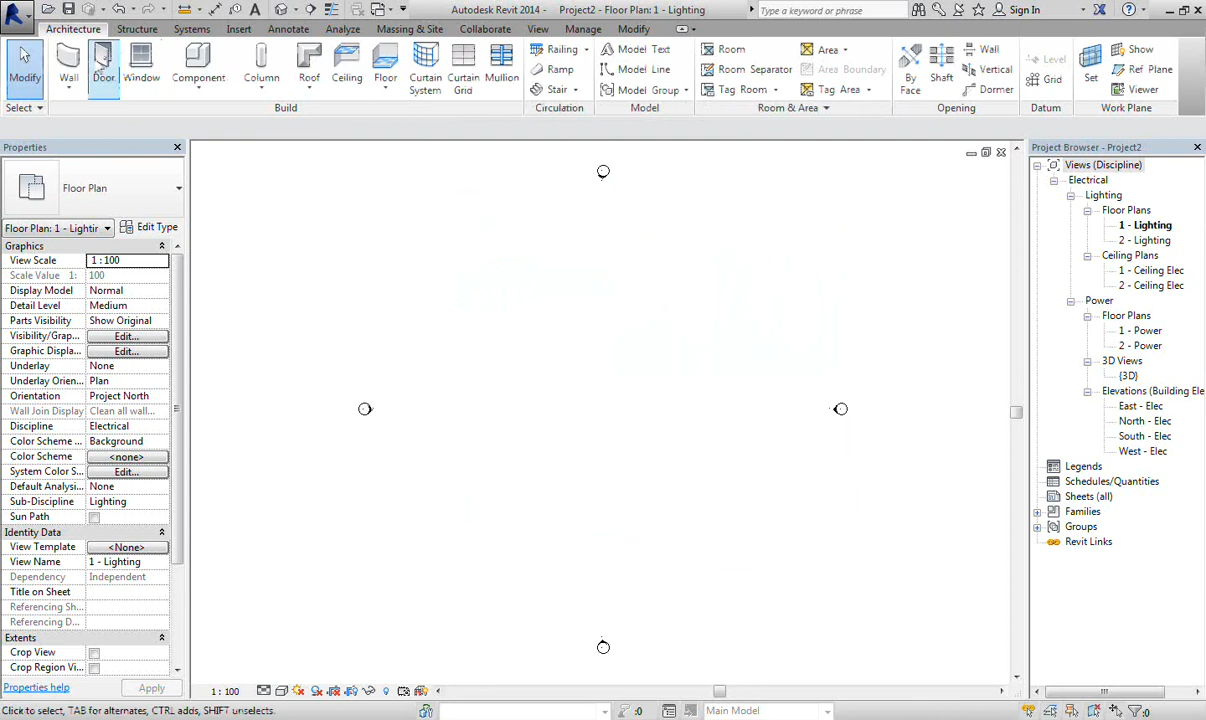 Autodesk Revit 2014 - Project2 - Floor Plan: 1 - Lighting
Type a keyword or phrase
Sign In
Architecture Structure Systems Insert Annotate Analyze Massing & Site Collaborate View Manage Modify
Modify
Wall
Door
Window
Component
Column
Roof
Ceiling
Floor
Curtain System
Curtain Grid
Mullion
Railing
Ramp
Stair
Model Text
Model Line
Model Group
Room
Room Separator
Tag Room
Area
Area Boundary
Tag Area
By Face
Shaft
Wall
Vertical
Dormer
Level
Grid
Set
Show
Ref Plane
Viewer
Select Build Circulation Model Room & Area Opening Datum Work Plane
Properties
Floor Plan
Floor Plan: 1 - Lightir
Edit Type
Graphics
View Scale 1 : 100
Scale Value 1: 100
Display Model Normal
Detail Level Medium
Parts Visibility Show Original
Visibility/Grap... Edit...
Graphic Displa... Edit...
Underlay None
Underlay Orien... Plan
Orientation Project North
Wall Join Display Clean all wall...
Discipline Electrical
Color Scheme ... Background
Color Scheme <none>
System Color S... Edit...
Default Analysi... None
Sub-Discipline Lighting
Sun Path
Identity Data
View Template <None>
View Name 1 - Lighting
Dependency Independent
Title on Sheet
Referencing Sh...
Referencing D...
Extents
Crop View
Crop Region Vi...
Properties help
Apply
Project Browser - Project2
Views (Discipline)
Electrical
Lighting
Floor Plans
1 - Lighting
2 - Lighting
Ceiling Plans
1 - Ceiling Elec
2 - Ceiling Elec
Power
Floor Plans
1 - Power
2 - Power
3D Views
{3D}
Elevations (Building Ele
East - Elec
North - Elec
South - Elec
West - Elec
Legends
Schedules/Quantities
Sheets (all)
Families
Groups
Revit Links
1 : 100
Click to select, TAB for alternates, CTRL adds, SHIFT unselects.
:0
Main Model
:0